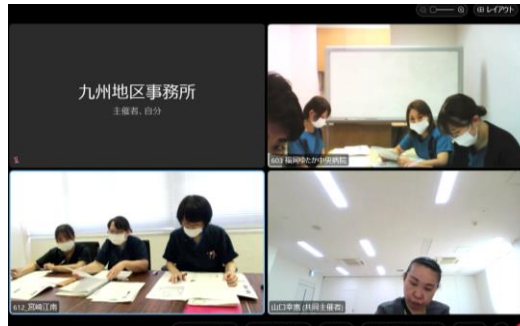 レイアウト
九州地区事務所
主催者、自分
603 福岡ゆたか中央病院
612_宮崎江南
山口幸恵 (共同主催者)